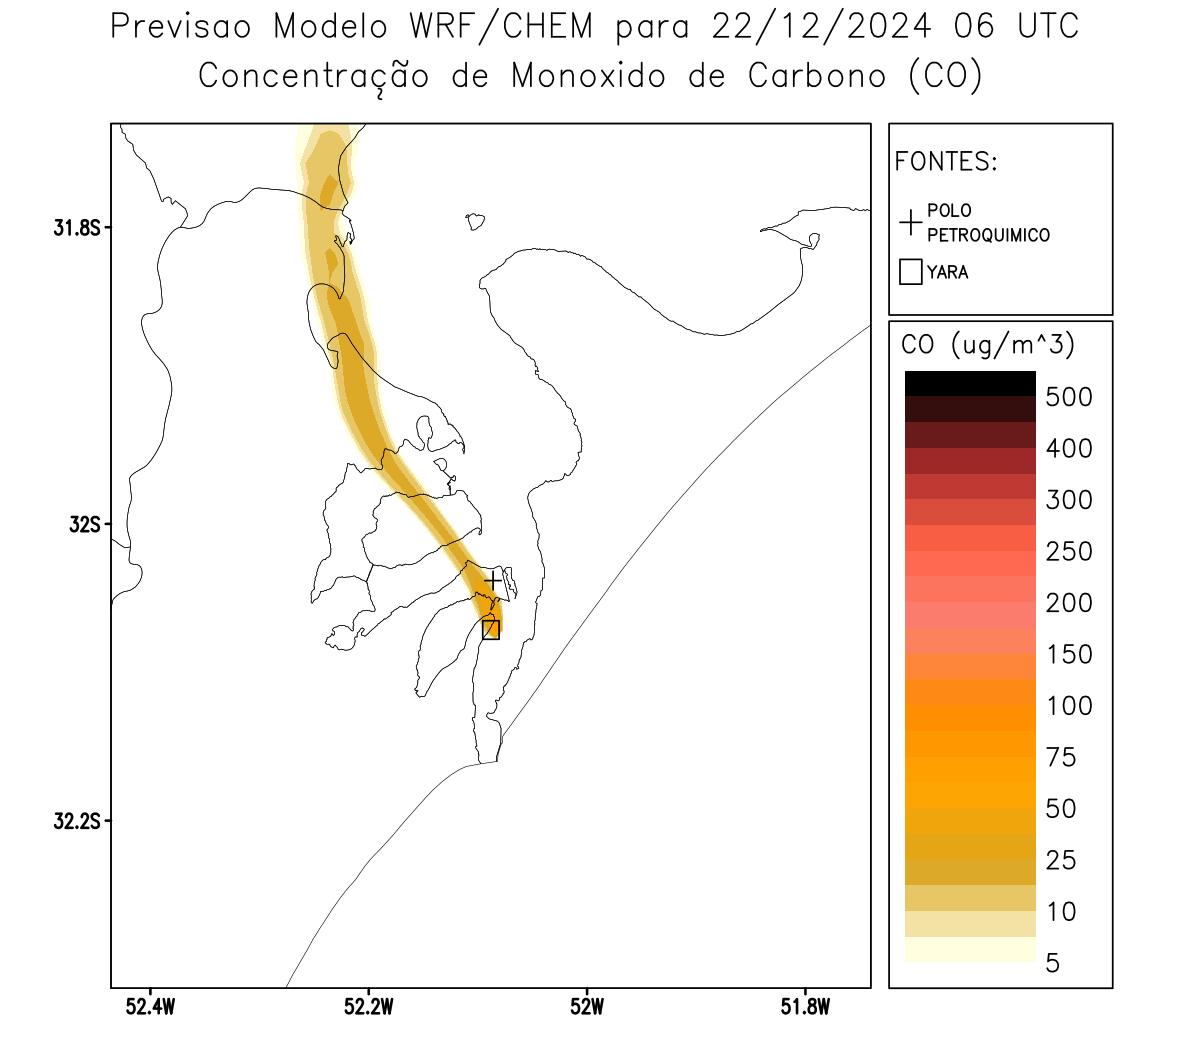 Previsao Modelo WRF/CHEM para 22/12/2024 06 UTC
Concentração de Monoxido de Carbono (CO)
FONTES:
POLO
PETROQUIMICO
YARA
CO (ug/m^3)
500
400
300
250
200
150
100
75
50
25
10
5
31.8S
32S
32.2S
52.4W
52.2W
52W
51.8W